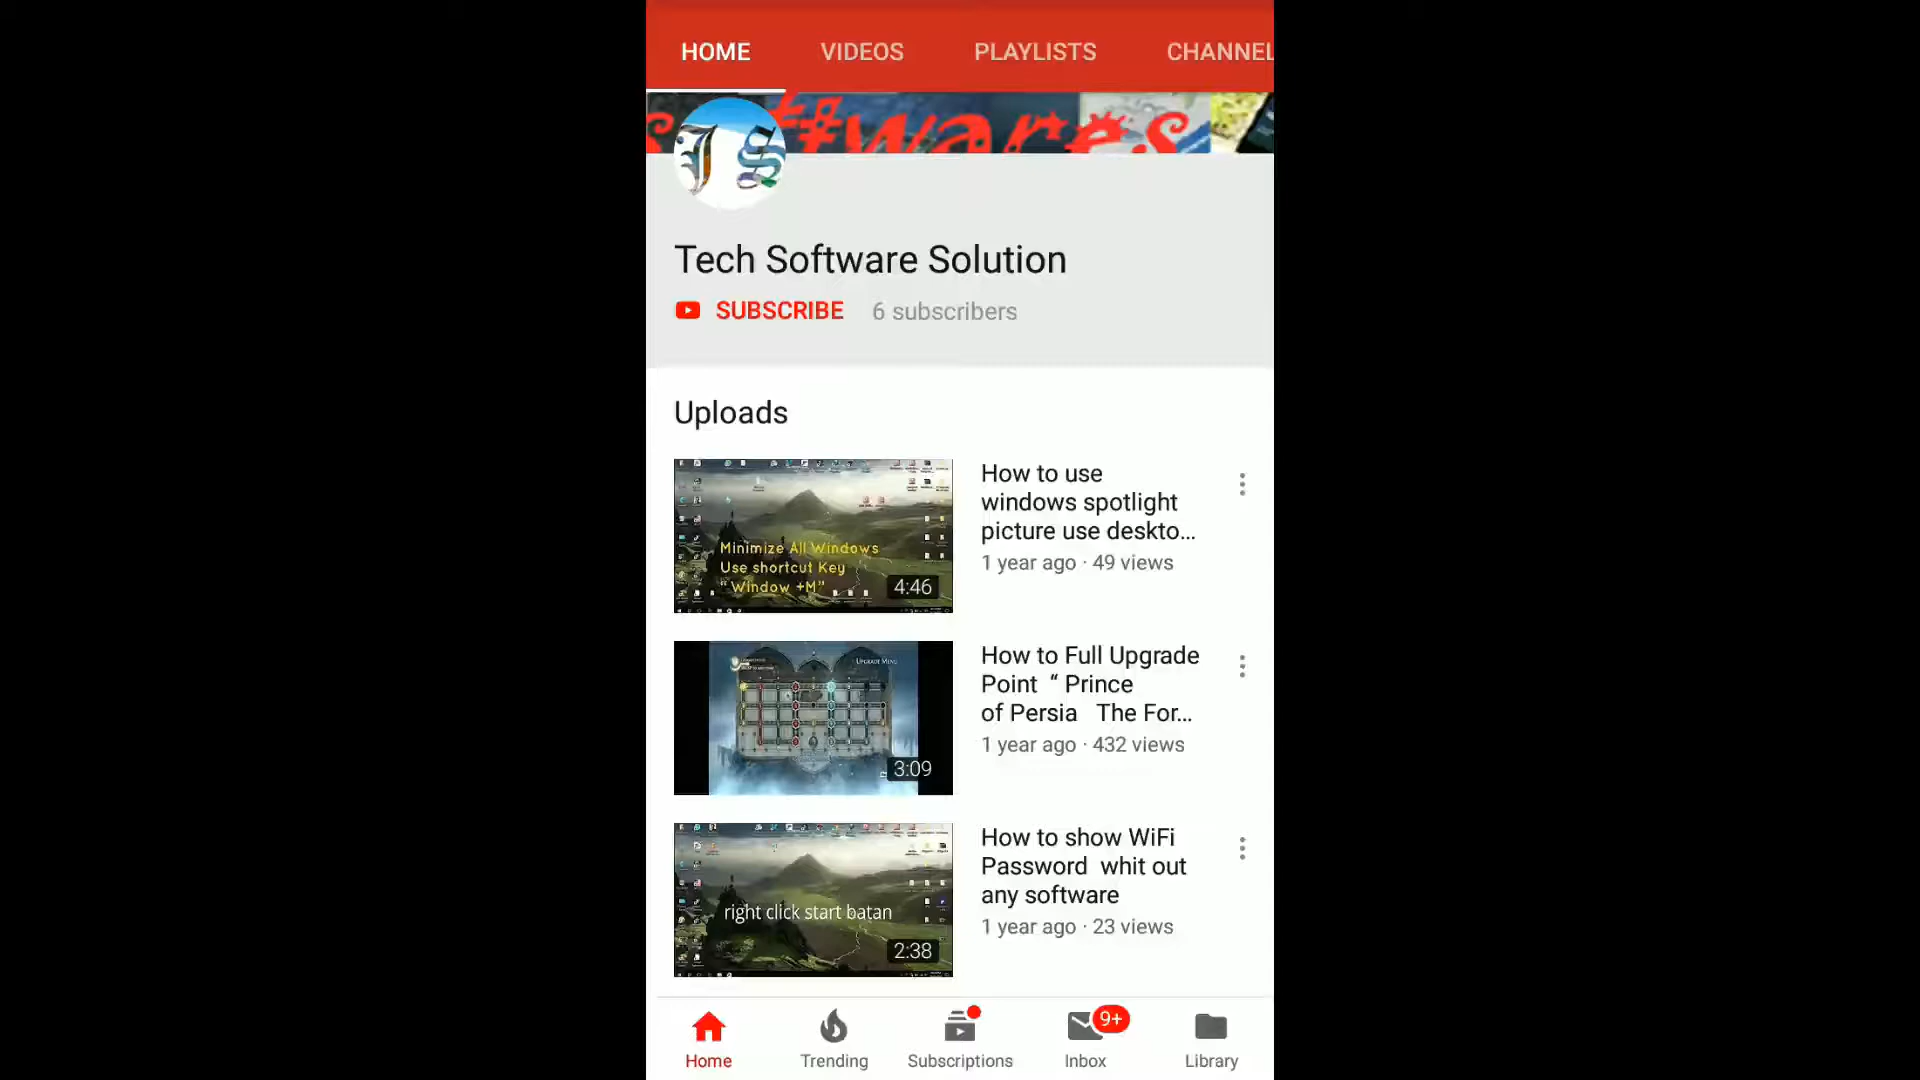 HOME VIDEOS PLAYLISTS CHANNEL
J S
Tech Software Solution
SUBSCRIBE 6 subscribers
Uploads
How to use
windows spotlight
picture use deskto...
1 year ago · 49 views
Minimize All Windows
Use shortcut Key
“Window +M”
4:46
How to Full Upgrade
Point “ Prince
of Persia The For...
1 year ago · 432 views
UPGRADE MENU
3:09
How to show WiFi
Password whit out
any software
1 year ago · 23 views
right click start batan
2:38
Home Trending Subscriptions Inbox 9+ Library